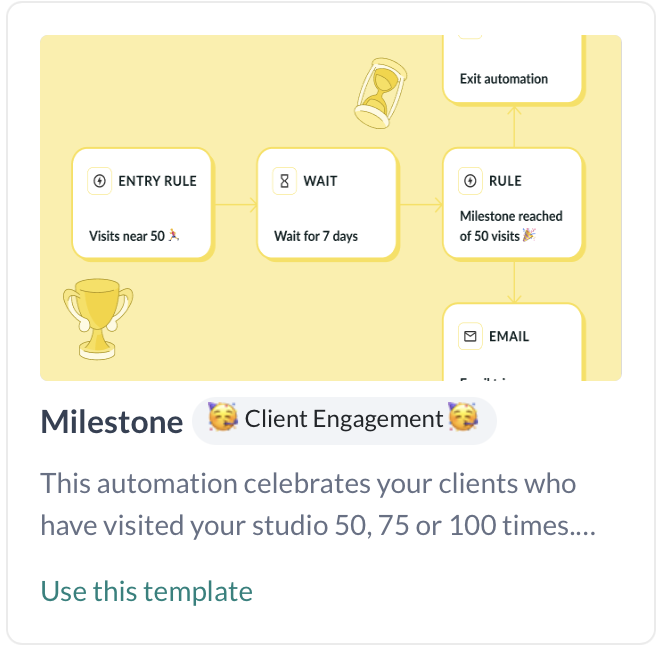 Exit automation
ENTRY RULE
Visits near 50 🏃
WAIT
Wait for 7 days
RULE
Milestone reached
of 50 visits 🎉
EMAIL
Milestone
🥳 Client Engagement 🥳
This automation celebrates your clients who
have visited your studio 50, 75 or 100 times....
Use this template